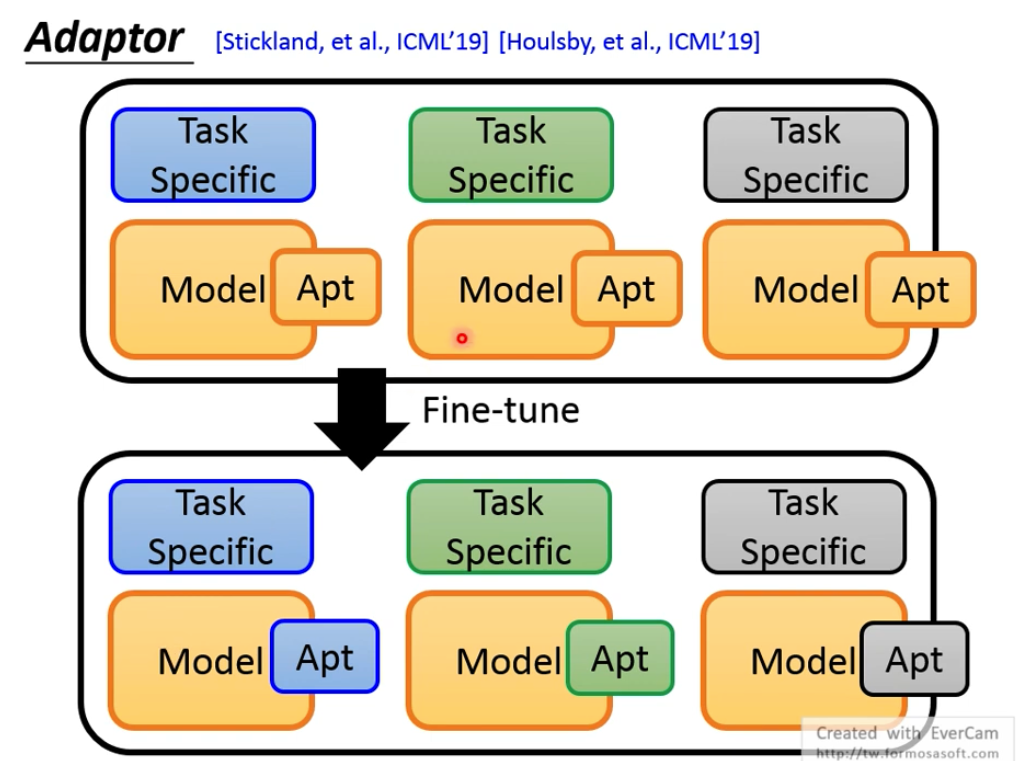 Adaptor [Stickland, et al., ICML'19] [Houlsby, et al., ICML'19]
Task
Specific
Task
Specific
Task
Specific
Model
Apt
Model
Apt
Model
Apt
Fine-tune
Task
Specific
Task
Specific
Task
Specific
Model
Apt
Model
Apt
Model
Apt
Created with EverCam
http://tw.formosasoft.com